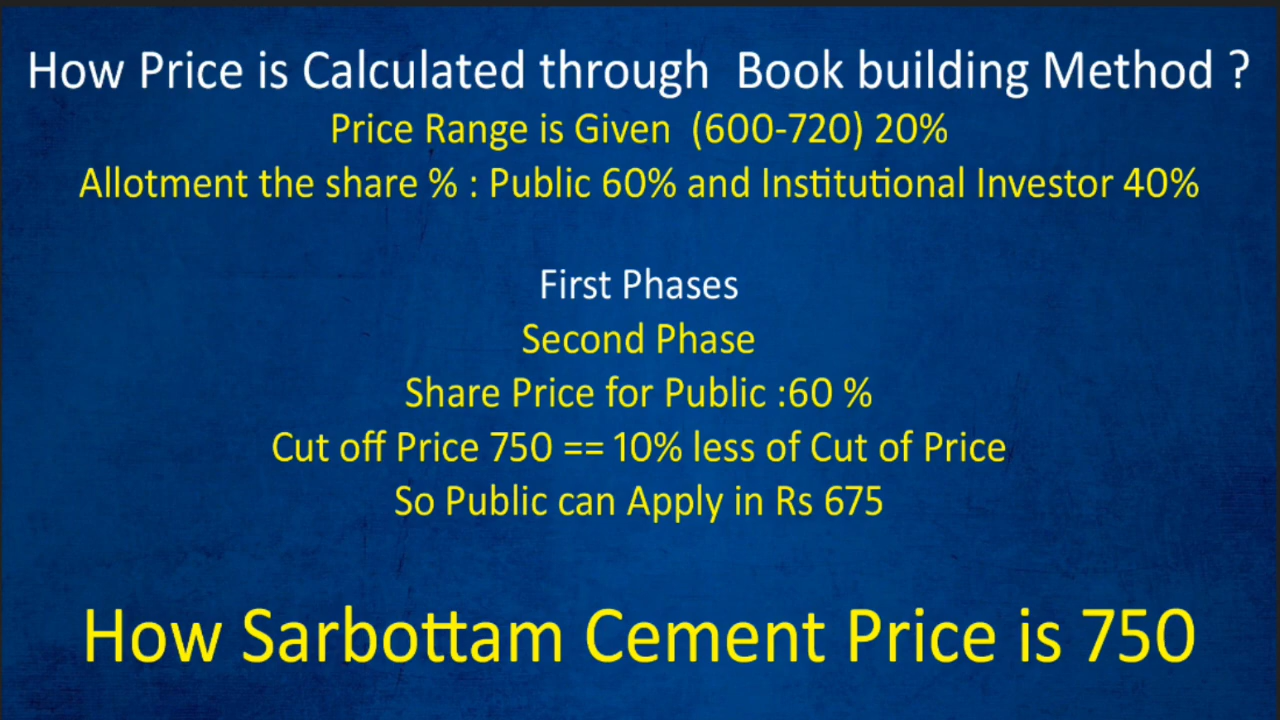 How Price is Calculated through Book building Method ?
Price Range is Given (600-720) 20%
Allotment the share % : Public 60% and Institutional Investor 40%
First Phases
Second Phase
Share Price for Public :60 %
Cut off Price 750 == 10% less of Cut of Price
So Public can Apply in Rs 675
How Sarbottam Cement Price is 750